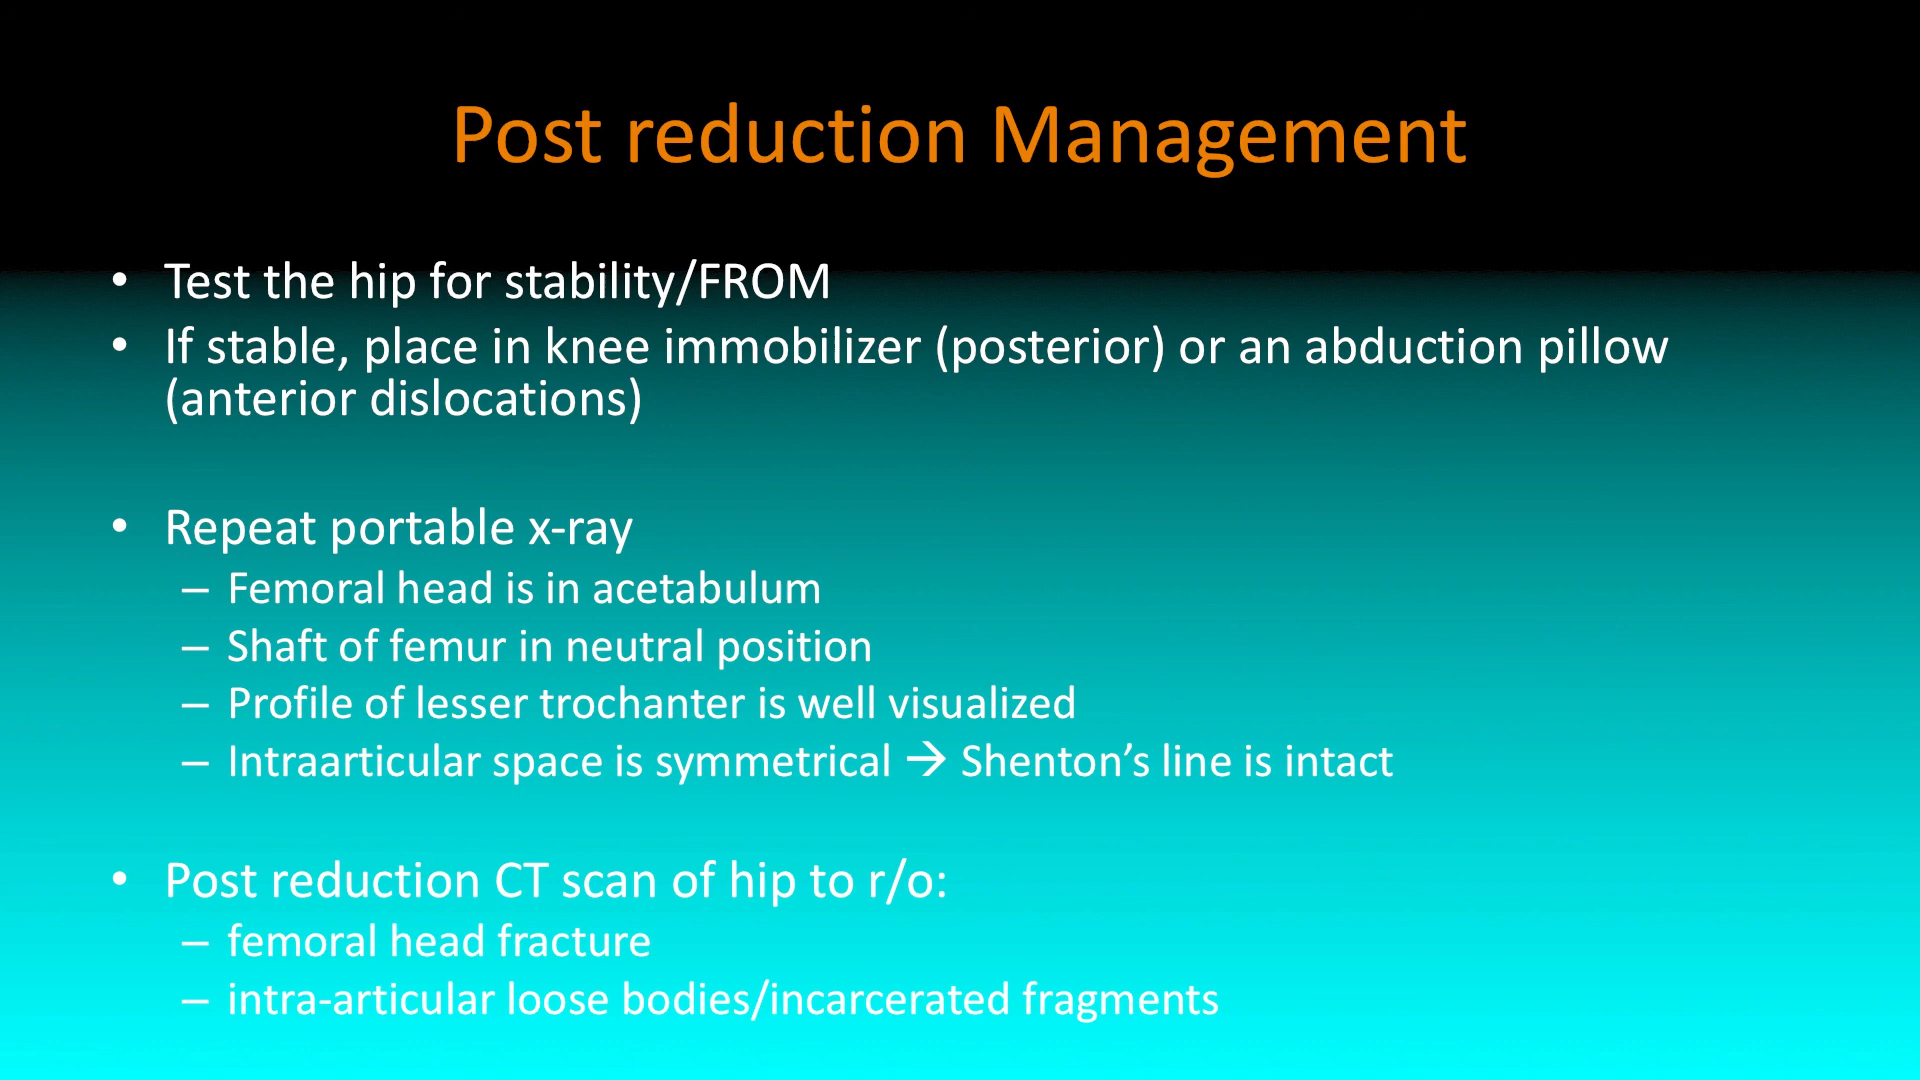 Post reduction Management
• Test the hip for stability/FROM
• If stable, place in knee immobilizer (posterior) or an abduction pillow
(anterior dislocations)
• Repeat portable x-ray
– Femoral head is in acetabulum
– Shaft of femur in neutral position
– Profile of lesser trochanter is well visualized
– Intraarticular space is symmetrical → Shenton’s line is intact
• Post reduction CT scan of hip to r/o:
– femoral head fracture
– intra-articular loose bodies/incarcerated fragments